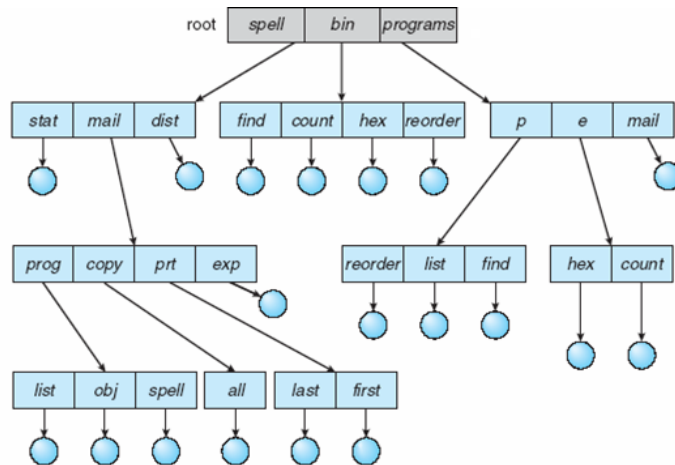 root spell bin programs
stat mail dist find count hex reorder p e mail
prog copy prt exp reorder list find hex count
list obj spell all last first